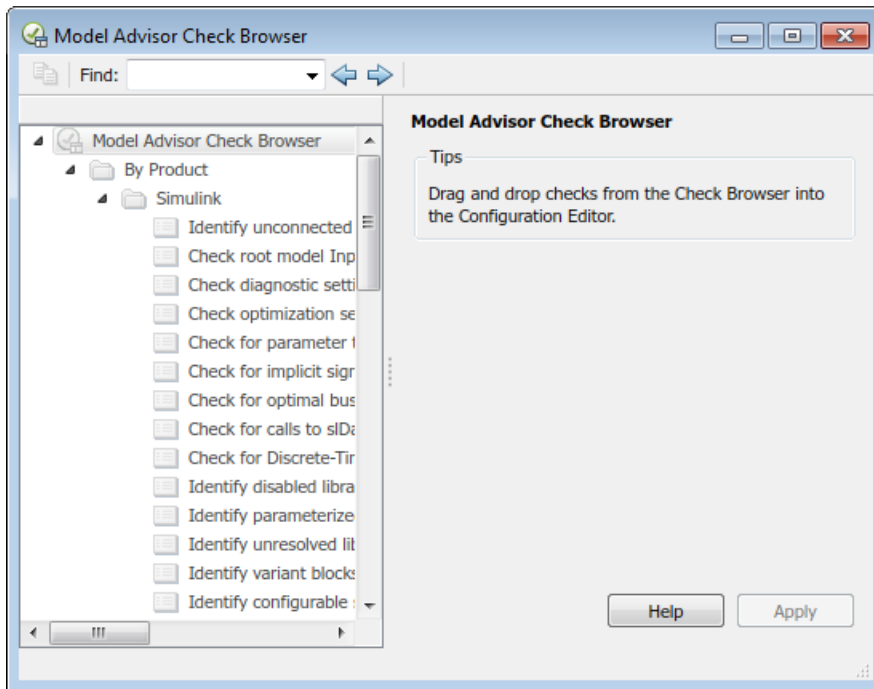 Model Advisor Check Browser
Find:
Model Advisor Check Browser
By Product
Simulink
Identify unconnected
Check root model Inp
Check diagnostic setti
Check optimization se
Check for parameter t
Check for implicit sigr
Check for optimal bus
Check for calls to slDa
Check for Discrete-Tir
Identify disabled libra
Identify parameterize
Identify unresolved lib
Identify variant blocks
Identify configurable s
Model Advisor Check Browser
Tips
Drag and drop checks from the Check Browser into
the Configuration Editor.
Help
Apply